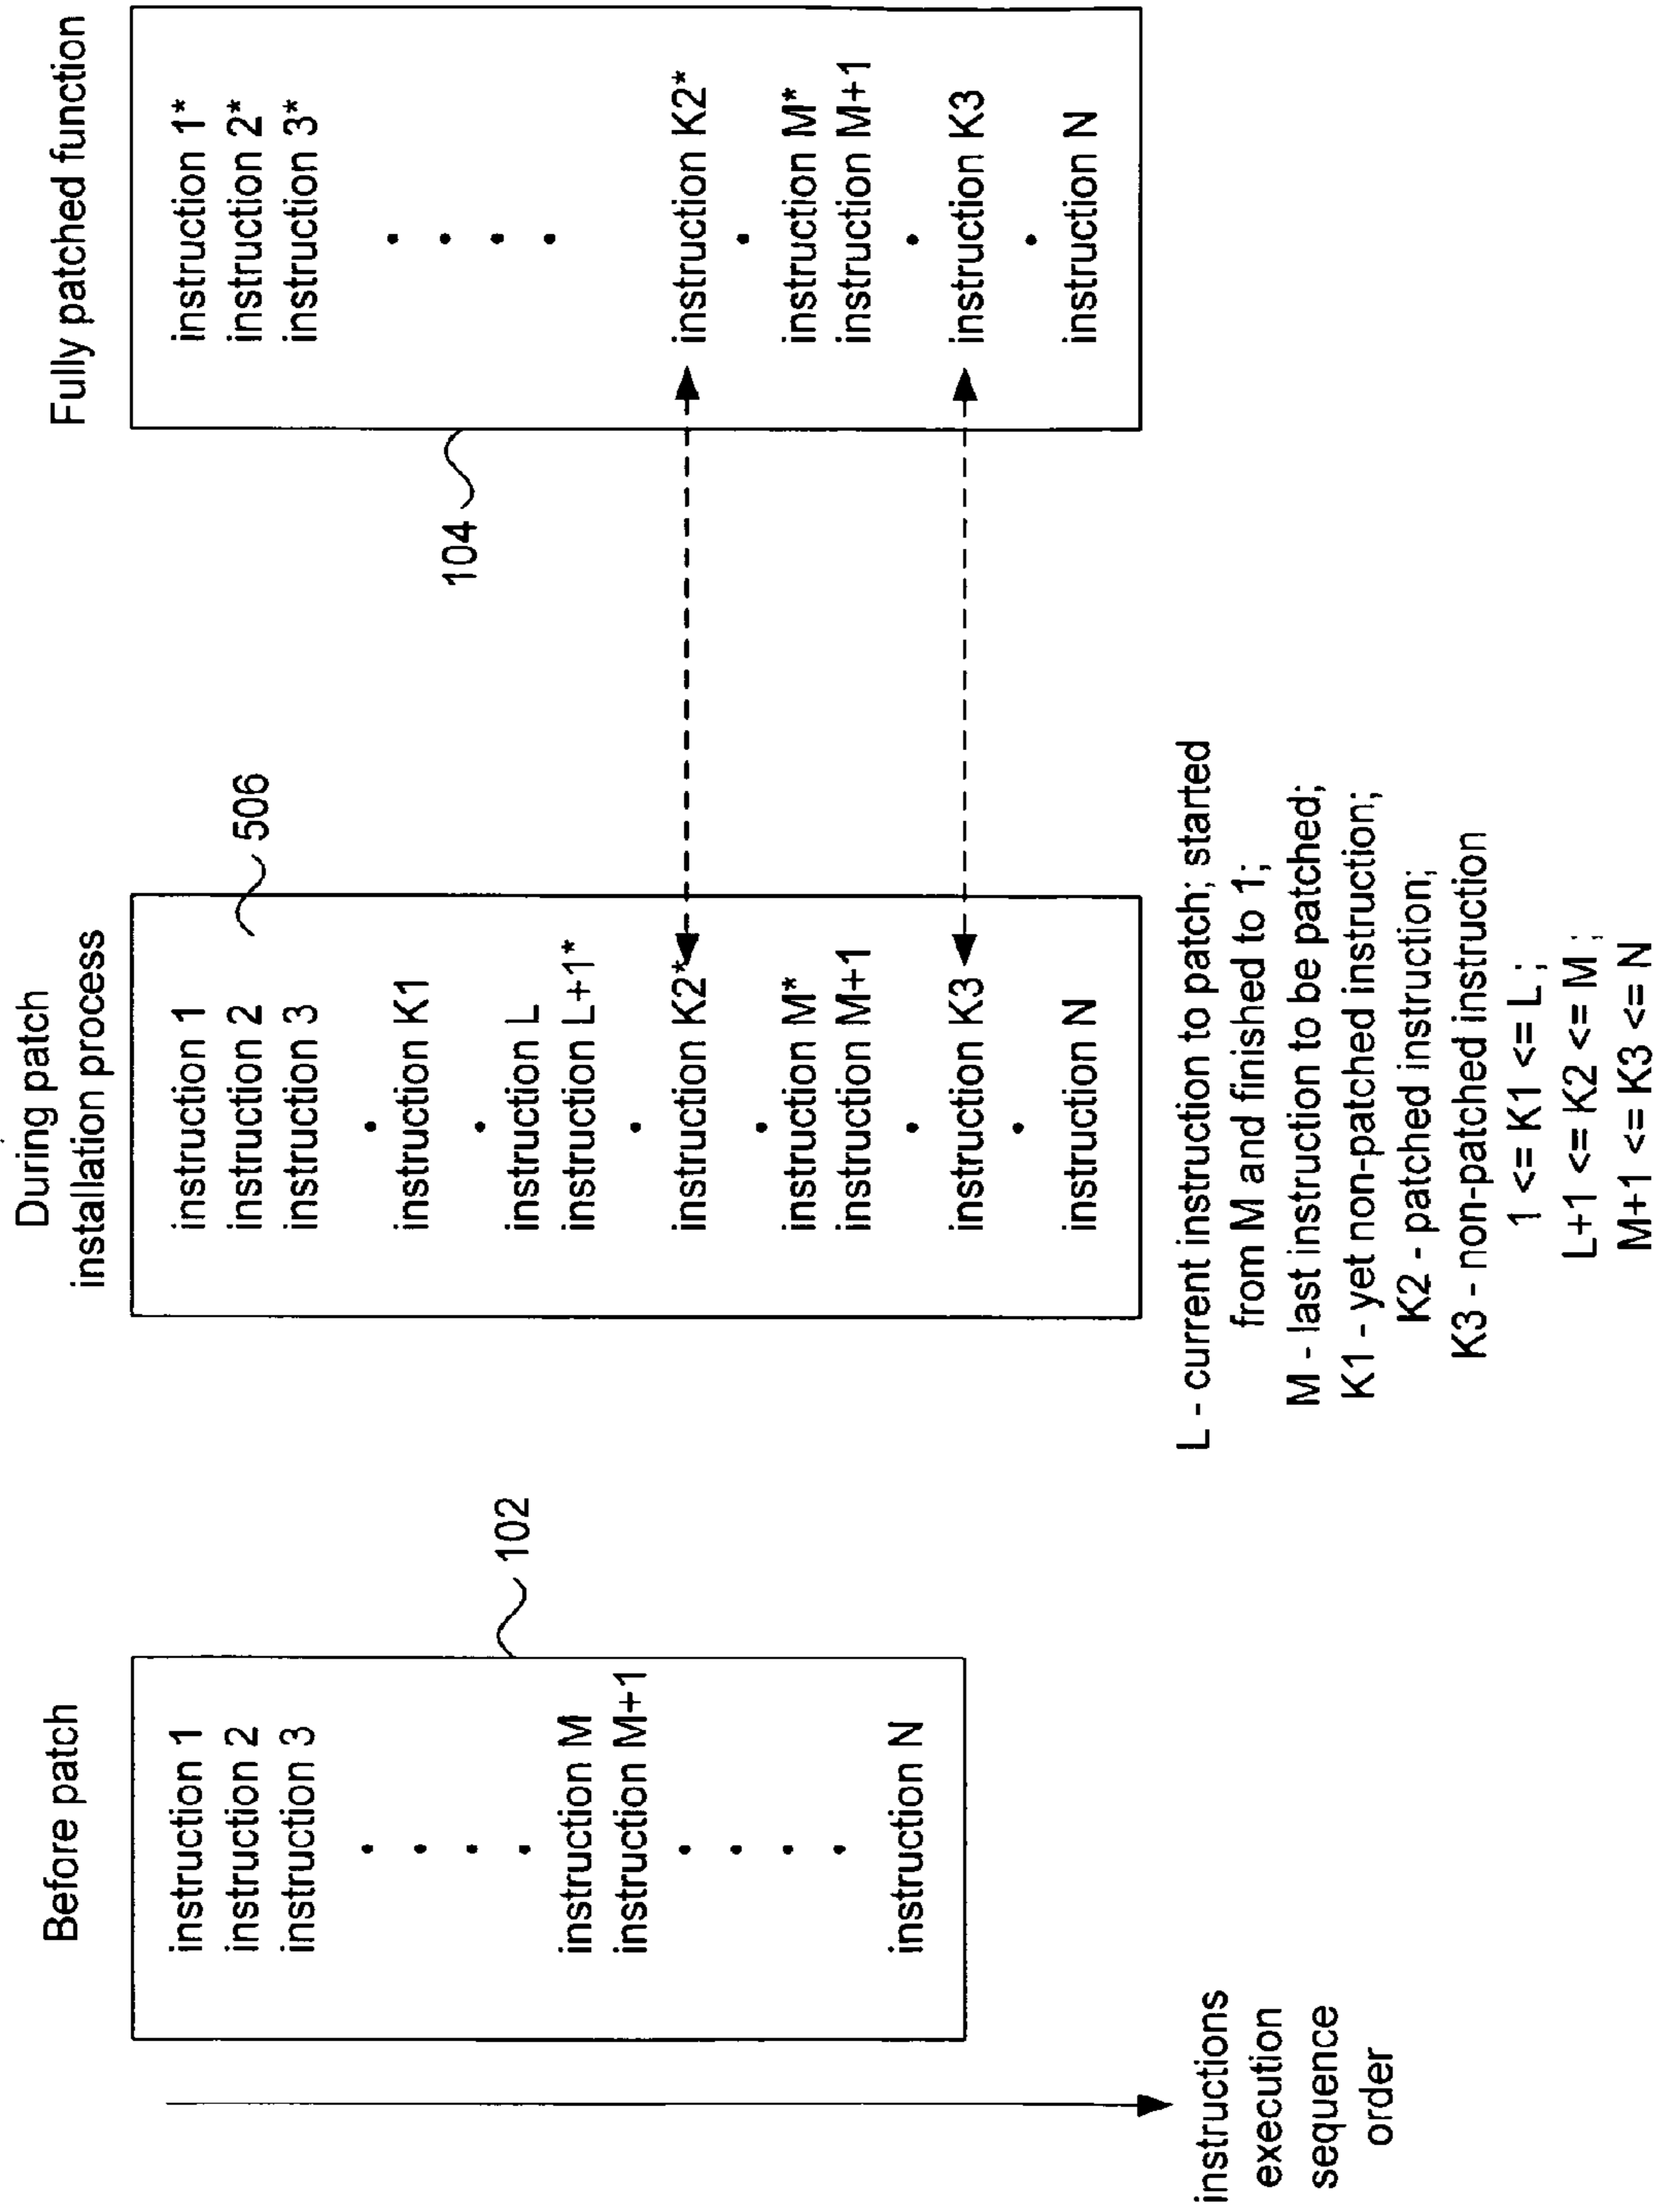 Before patch
instruction 1
instruction 2
instruction 3
.
.
.
.
instruction M
instruction M+1
.
.
.
.
instruction N
102
instructions
execution
sequence
order
During patch
installation process
506
instruction 1
instruction 2
instruction 3
.
instruction K1
.
instruction L
instruction L+1*
.
instruction K2*
.
instruction M*
instruction M+1
.
instruction K3
.
instruction N
L - current instruction to patch; started
from M and finished to 1;
M - last instruction to be patched;
K1 - yet non-patched instruction;
K2 - patched instruction;
K3 - non-patched instruction
1 <= K1 <= L;
L+1 <= K2 <= M;
M+1 <= K3 <= N
Fully patched function
104
instruction 1*
instruction 2*
instruction 3*
.
.
.
.
instruction K2*
.
instruction M*
instruction M+1
.
instruction K3
.
instruction N